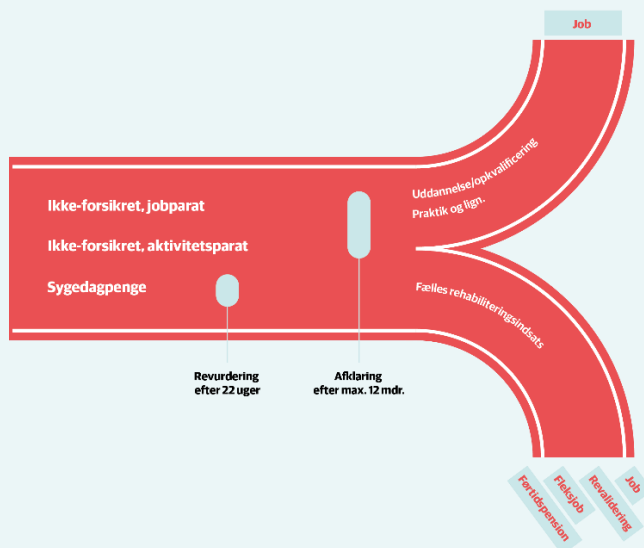 Job
Uddannelse/opkvalificering
Praktik og lign.
Ikke-forsikret, jobparat
Ikke-forsikret, aktivitetsparat
Sygedagpenge
Fælles rehabiliteringsindsats
Revurdering
efter 22 uger
Afklaring
efter max. 12 mdr.
Førtidspension
Fleksjob
Revalidering
Job